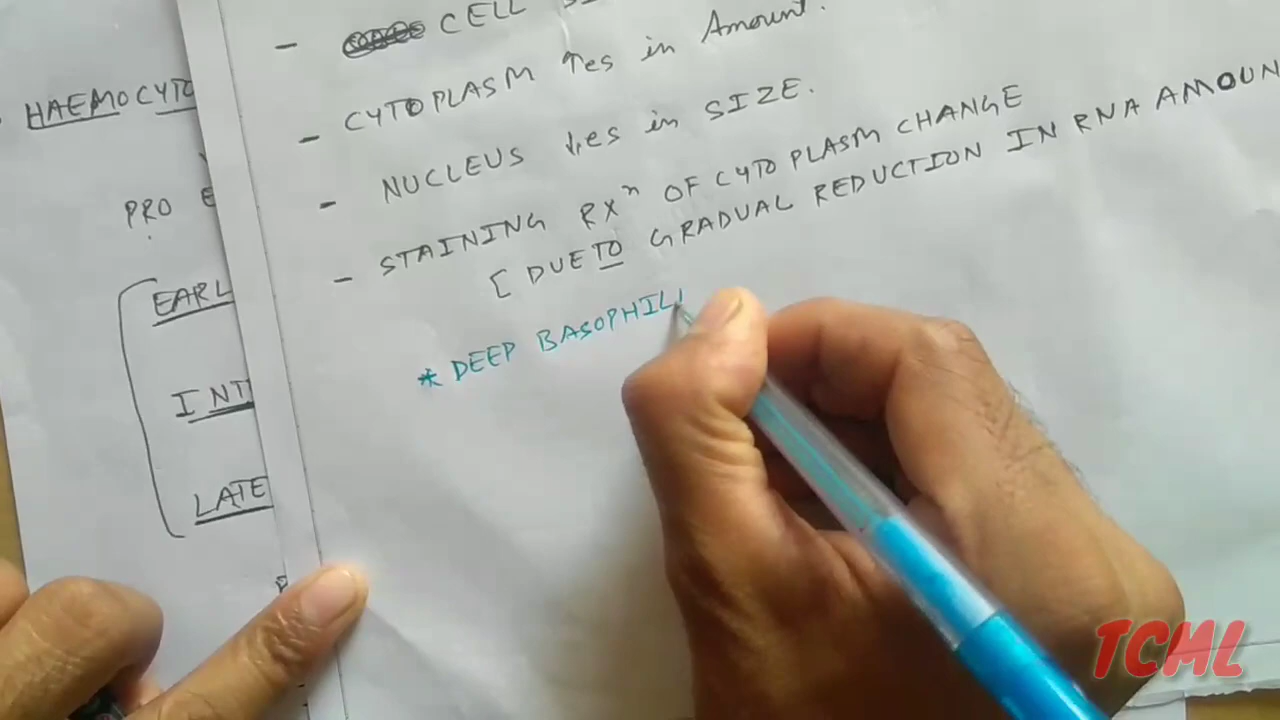 HAEMOCYTO
PRO E
EARL
INT
LATE
- CELL
- CYTOPLASM ↑es in Amount.
- NUCLEUS ↓es in SIZE.
- STAINING RXⁿ OF CYTOPLASM CHANGE
[ DUE TO GRADUAL REDUCTION IN RNA AMOUN
* DEEP BASOPHILI
TCML